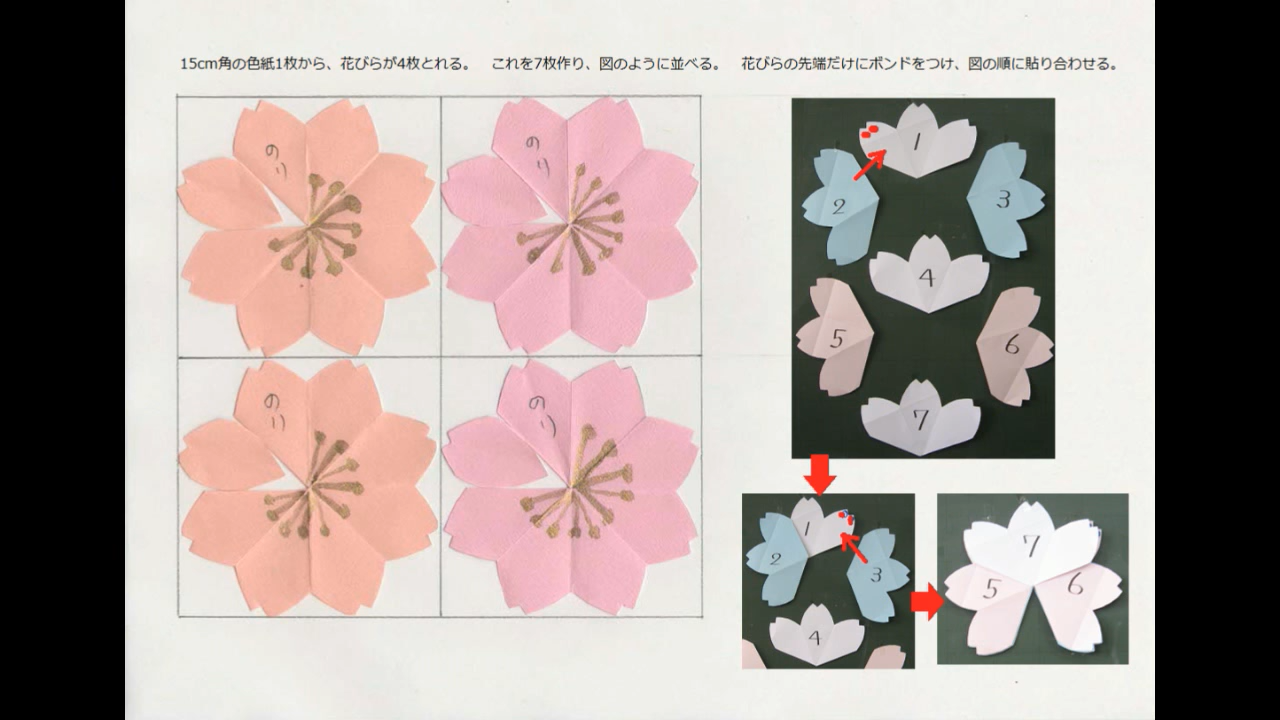 15cm角の色紙1枚から、花びらが4枚とれる。　これを7枚作り、図のように並べる。　花びらの先端だけにボンドをつけ、図の順に貼り合わせる。
のり
のり
のり
のり
1
2
3
4
5
6
7
1
2
3
4
7
5
6